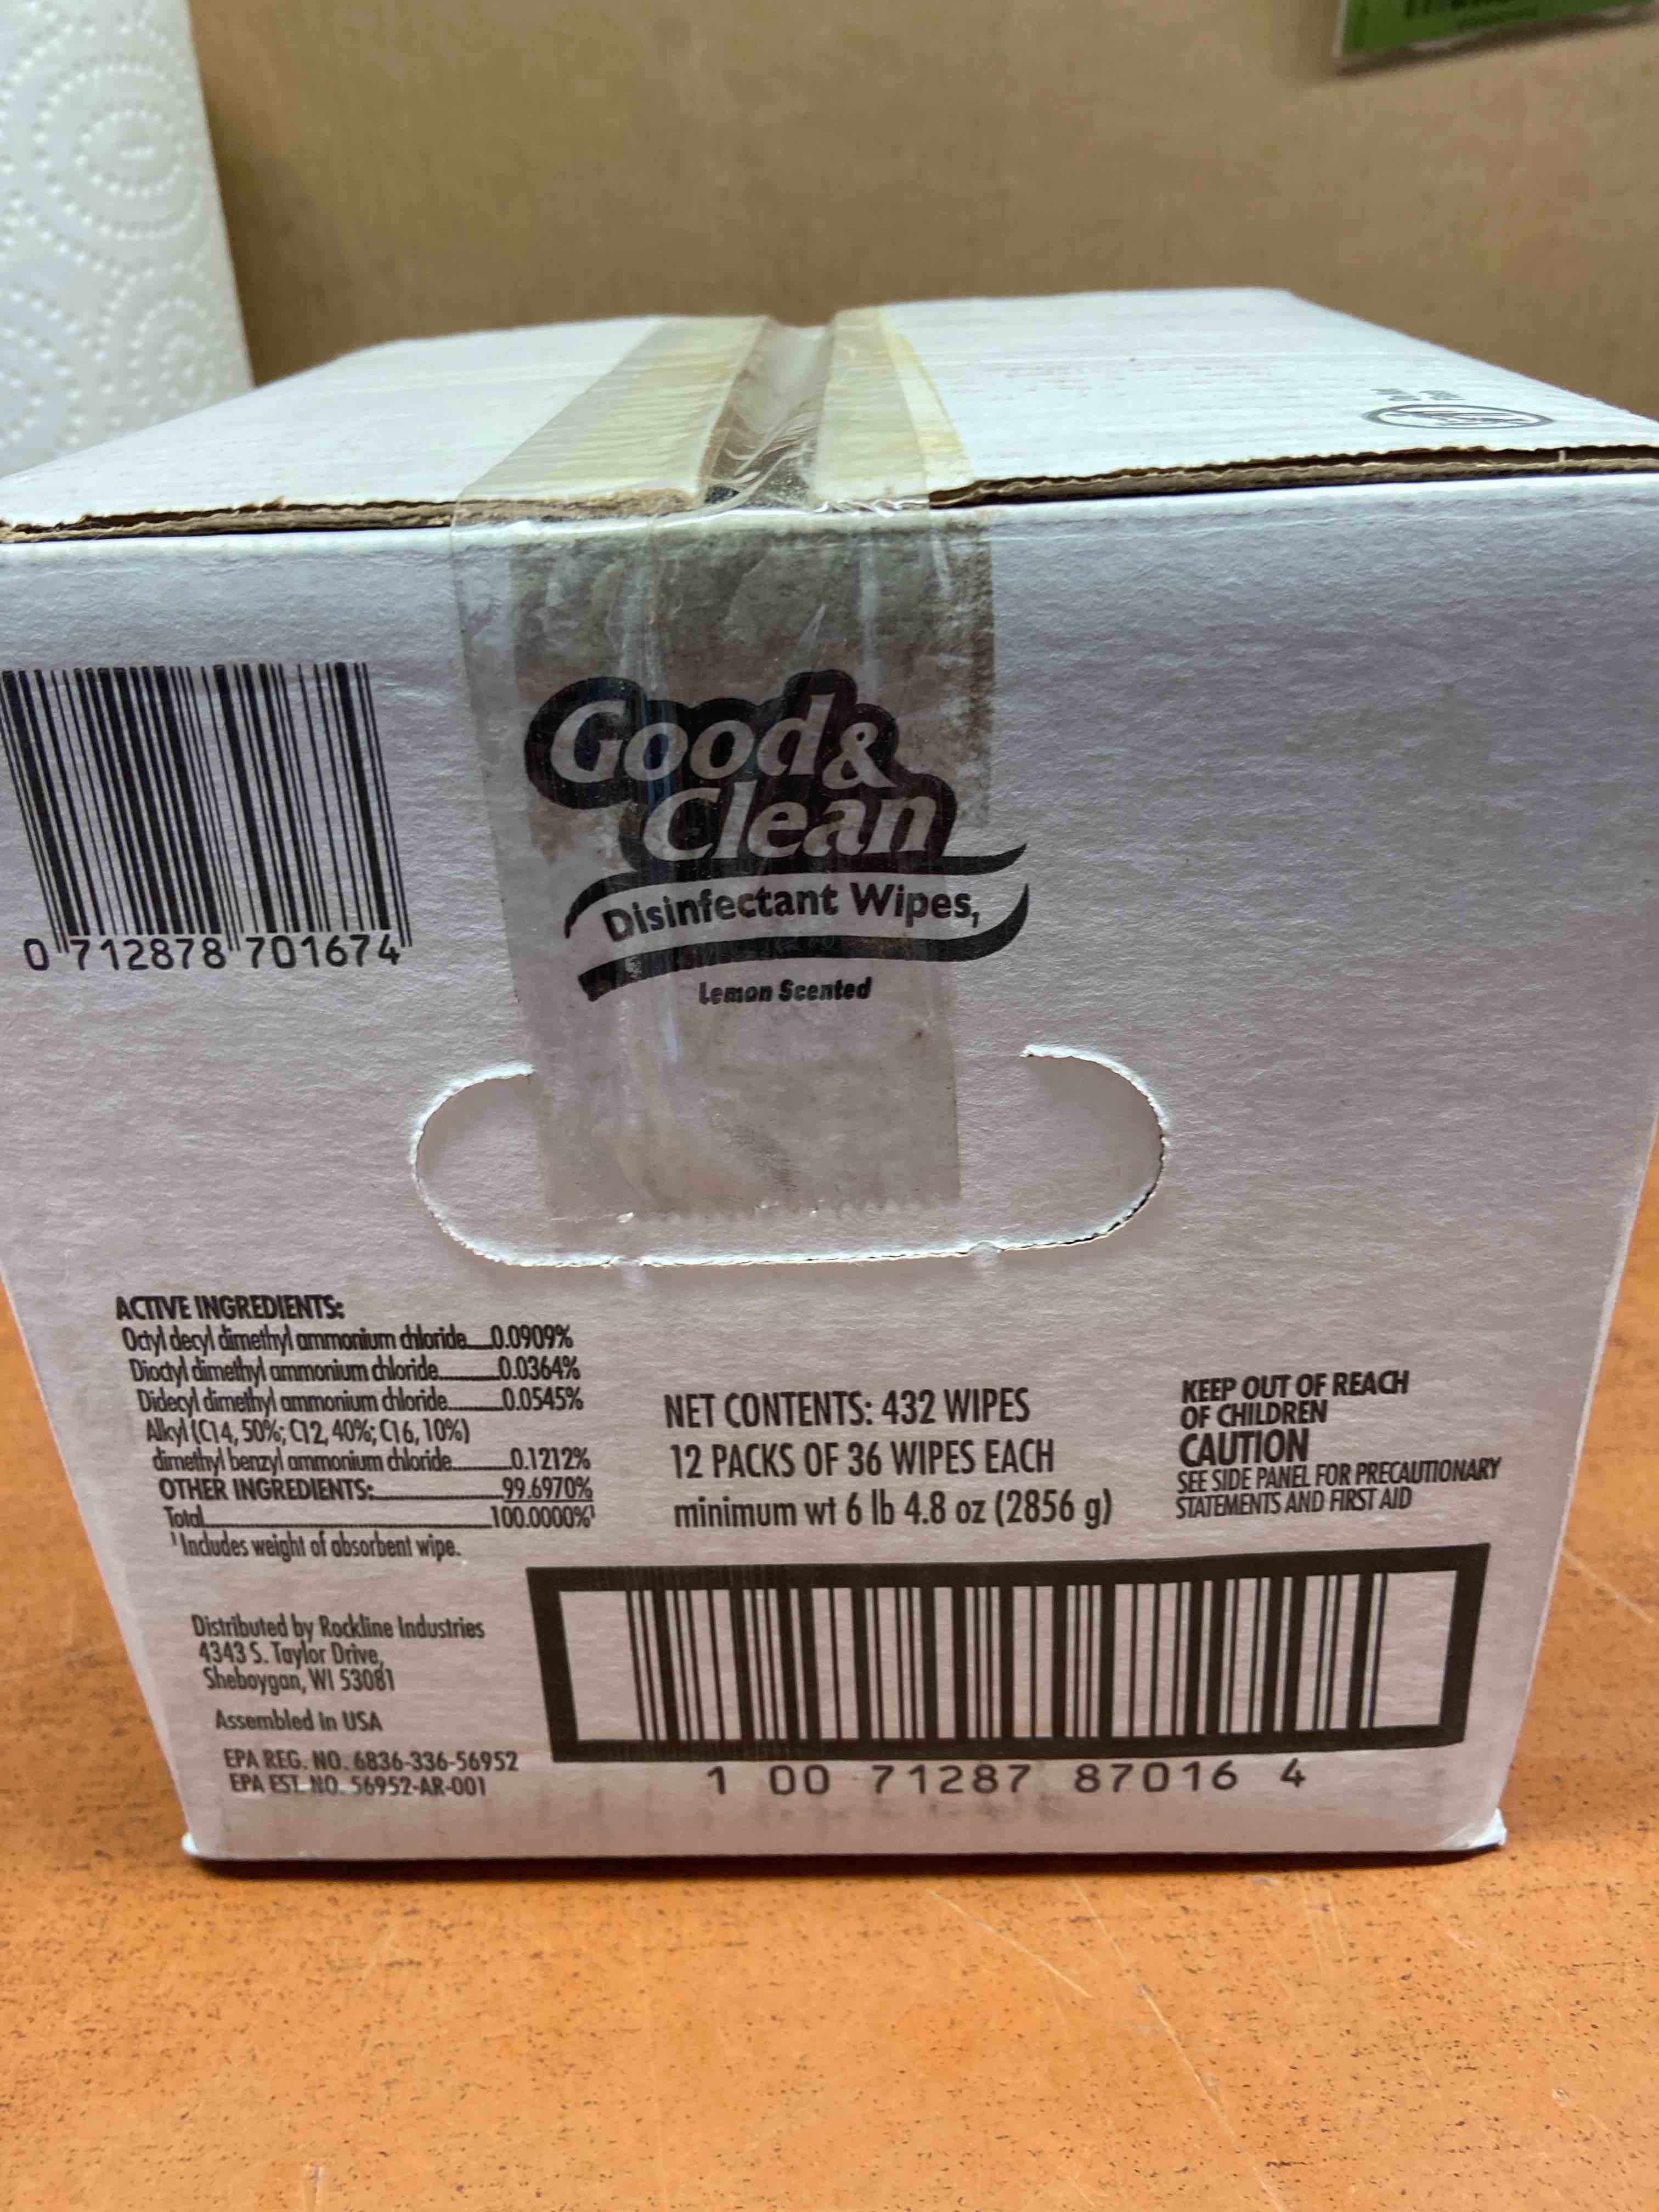 0 712878 701674
Good&
Clean
Disinfectant Wipes,
Lemon Scented
ACTIVE INGREDIENTS:
Octyl decyl dimethyl ammonium chloride....0.0909%
Dioctyl dimethyl ammonium chloride..........0.0364%
Didecyl dimethyl ammonium chloride..........0.0545%
Alkyl (C14, 50%; C12, 40%; C16, 10%)
dimethyl benzyl ammonium chloride..........0.1212%
OTHER INGREDIENTS:......................99.6970%
Total..................................................100.0000%¹
¹Includes weight of absorbent wipe.
Distributed by Rockline Industries
4343 S. Taylor Drive,
Sheboygan, WI 53081
Assembled in USA
EPA REG. NO. 6836-336-56952
EPA EST. NO. 56952-AR-001
NET CONTENTS: 432 WIPES
12 PACKS OF 36 WIPES EACH
minimum wt 6 lb 4.8 oz (2856 g)
KEEP OUT OF REACH
OF CHILDREN
CAUTION
SEE SIDE PANEL FOR PRECAUTIONARY
STATEMENTS AND FIRST AID
1 00 71287 87016 4